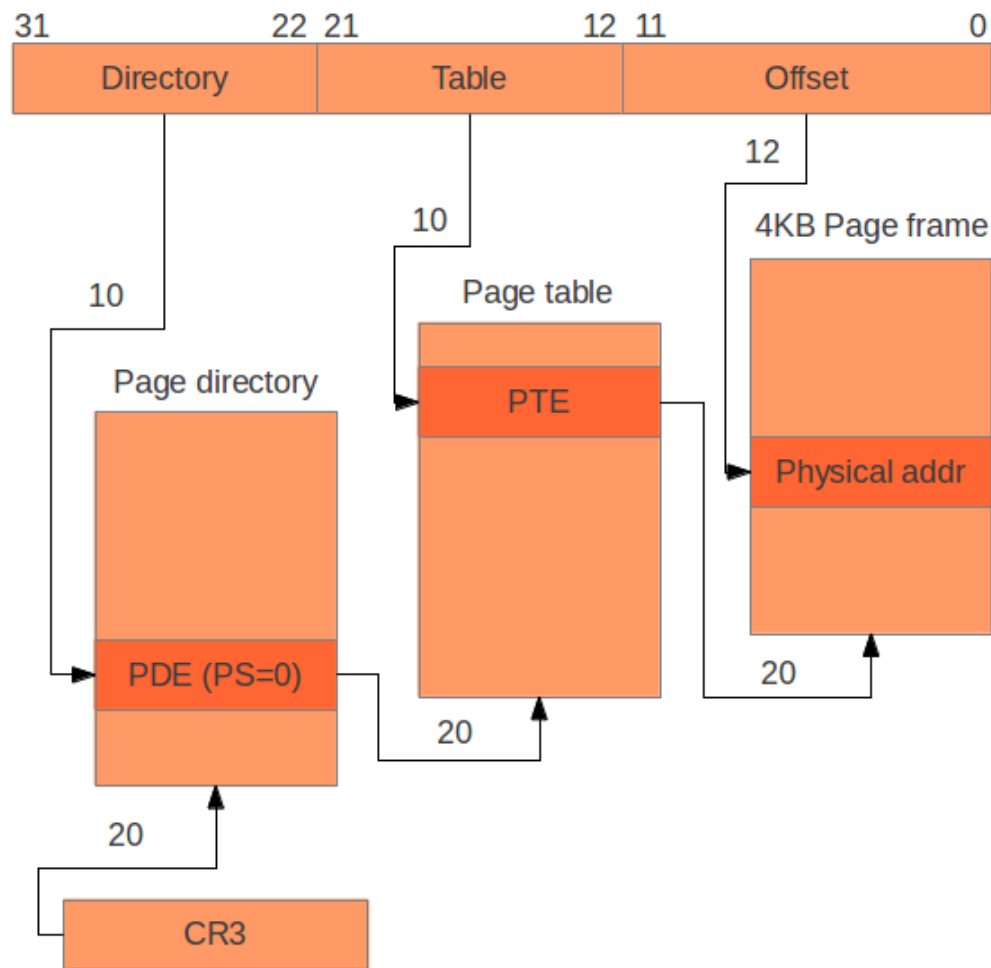 31 22 21 12 11 0
Directory Table Offset
12
10
4KB Page frame
10
Page table
Page directory
PTE
Physical addr
PDE (PS=0)
20
20
20
CR3